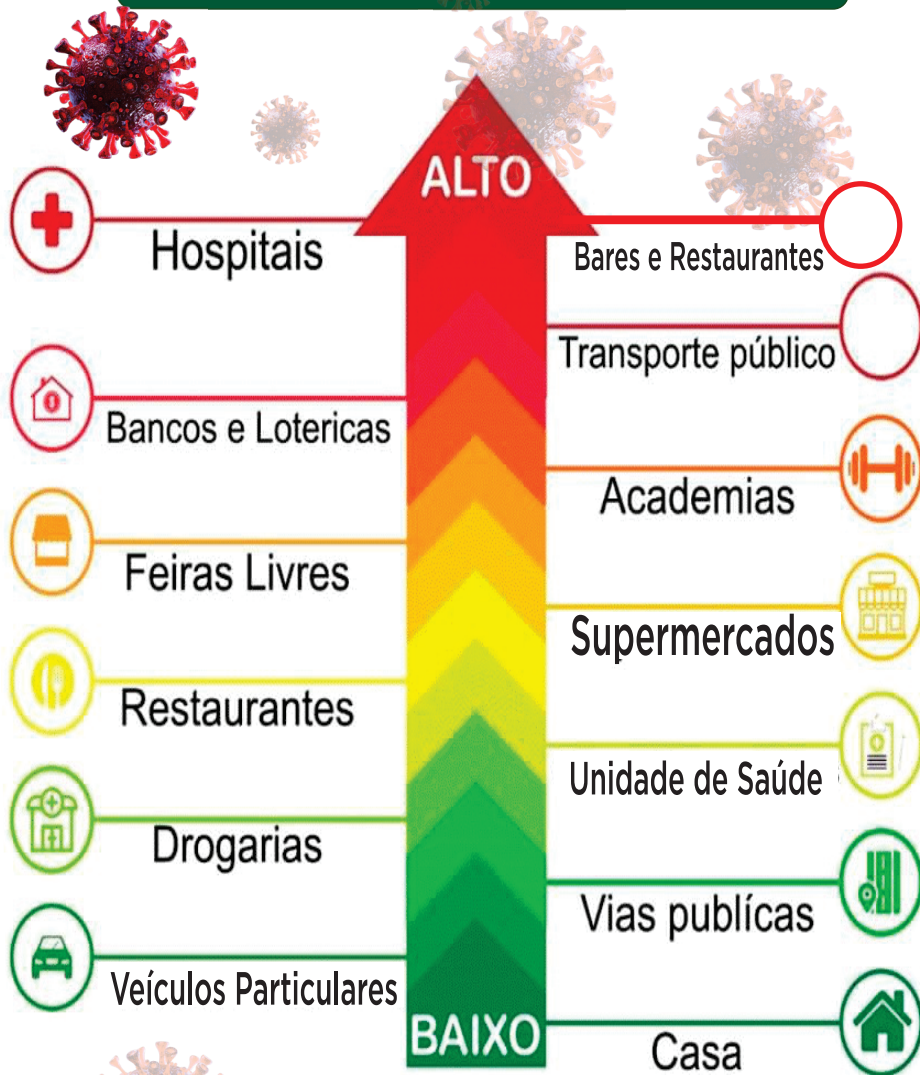 ALTO
Hospitais
Bares e Restaurantes
Transporte público
Bancos e Lotericas
Academias
Feiras Livres
Supermercados
Restaurantes
Unidade de Saúde
Drogarias
Vias publícas
Veículos Particulares
BAIXO
Casa